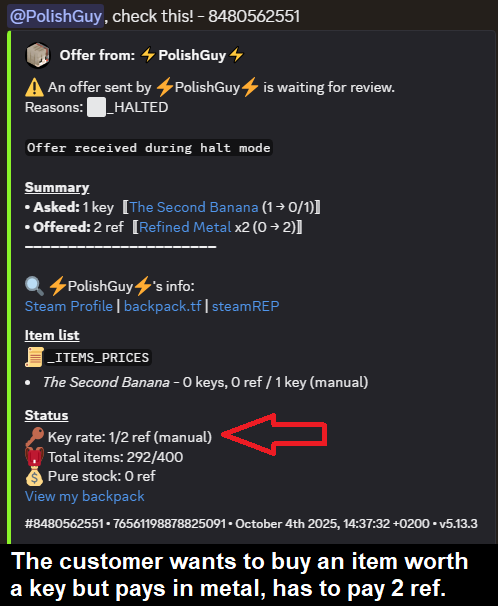 @PolishGuy, check this! - 8480562551
Offer from: ⚡PolishGuy⚡
⚠️ An offer sent by ⚡PolishGuy⚡ is waiting for review.
Reasons: ⬜_HALTED
Offer received during halt mode
Summary
• Asked: 1 key 〚The Second Banana (1 → 0/1)〛
• Offered: 2 ref 〚Refined Metal x2 (0 → 2)〛
−−−−−−−−−−−−−−−−−−−−−−
🔍 ⚡PolishGuy⚡'s info:
Steam Profile | backpack.tf | steamREP
Item list
📜_ITEMS_PRICES
• The Second Banana - 0 keys, 0 ref / 1 key (manual)
Status
🔑 Key rate: 1/2 ref (manual)
🎒 Total items: 292/400
💰 Pure stock: 0 ref
View my backpack
#8480562551 • 76561198878825091 • October 4th 2025, 14:37:32 +0200 • v5.13.3
The customer wants to buy an item worth
a key but pays in metal, has to pay 2 ref.